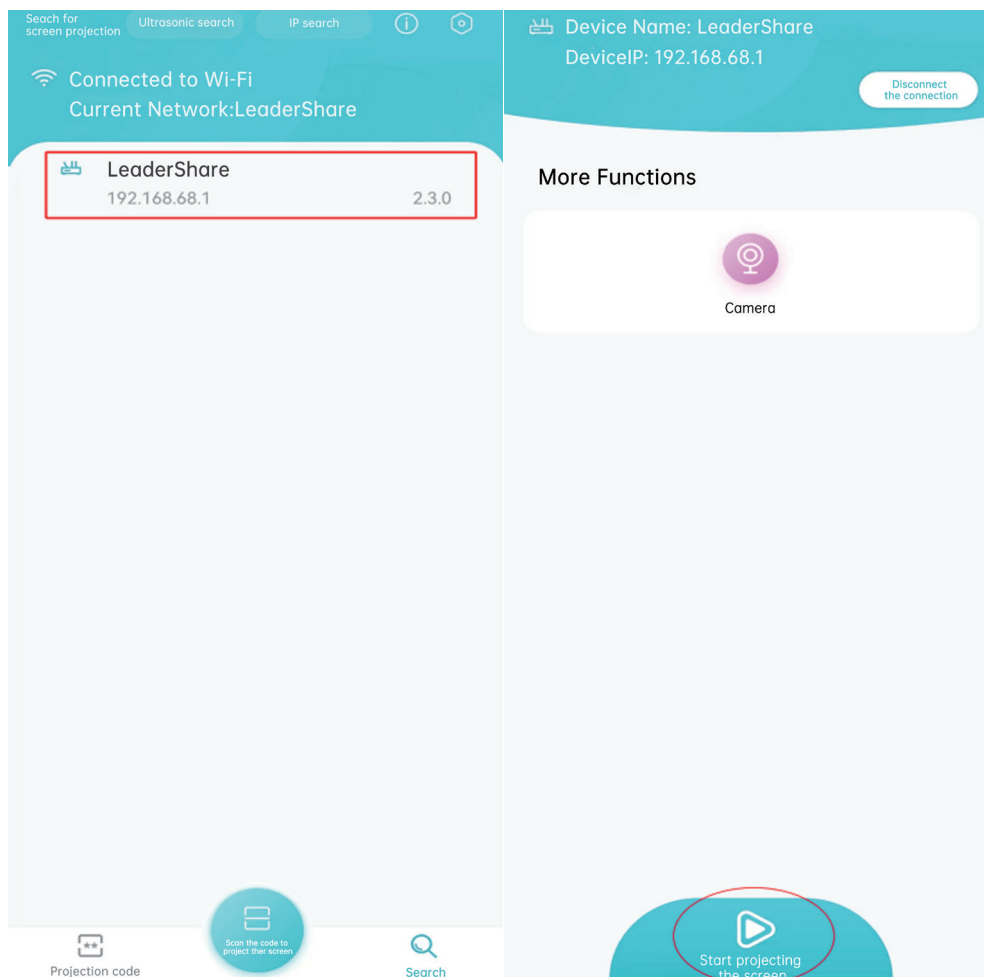 Seach for
screen projection
Ultrasonic search
IP search
Connected to Wi-Fi
Current Network:LeaderShare
LeaderShare
192.168.68.1
2.3.0
Projection code
Scan the code to
project ther screen
Search
Device Name: LeaderShare
DeviceIP: 192.168.68.1
Disconnect
the connection
More Functions
Camera
Start projecting
the screen